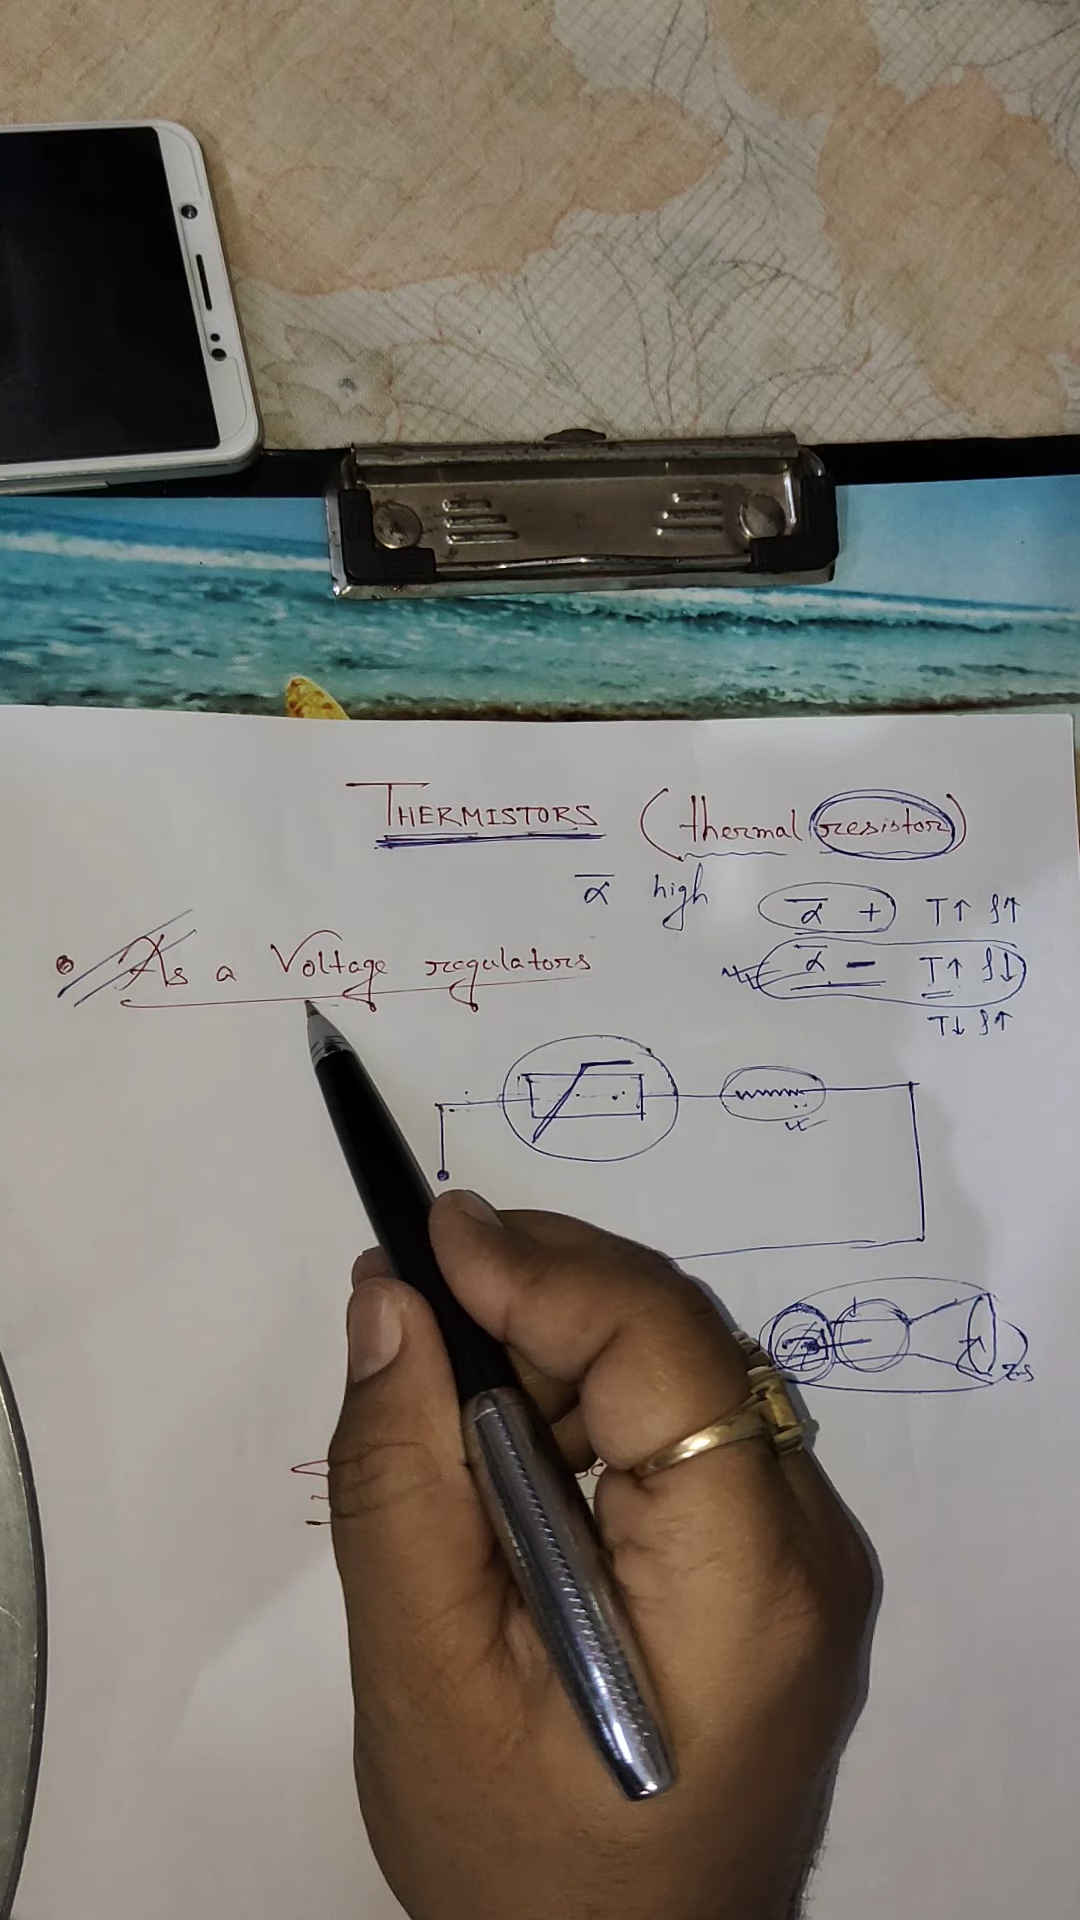 THERMISTORS (thermal resistor)
ᾱ high
ᾱ + T↑ ρ↑
• As a Voltage regulators
ᾱ − T↑ ρ↓
T↓ ρ↑